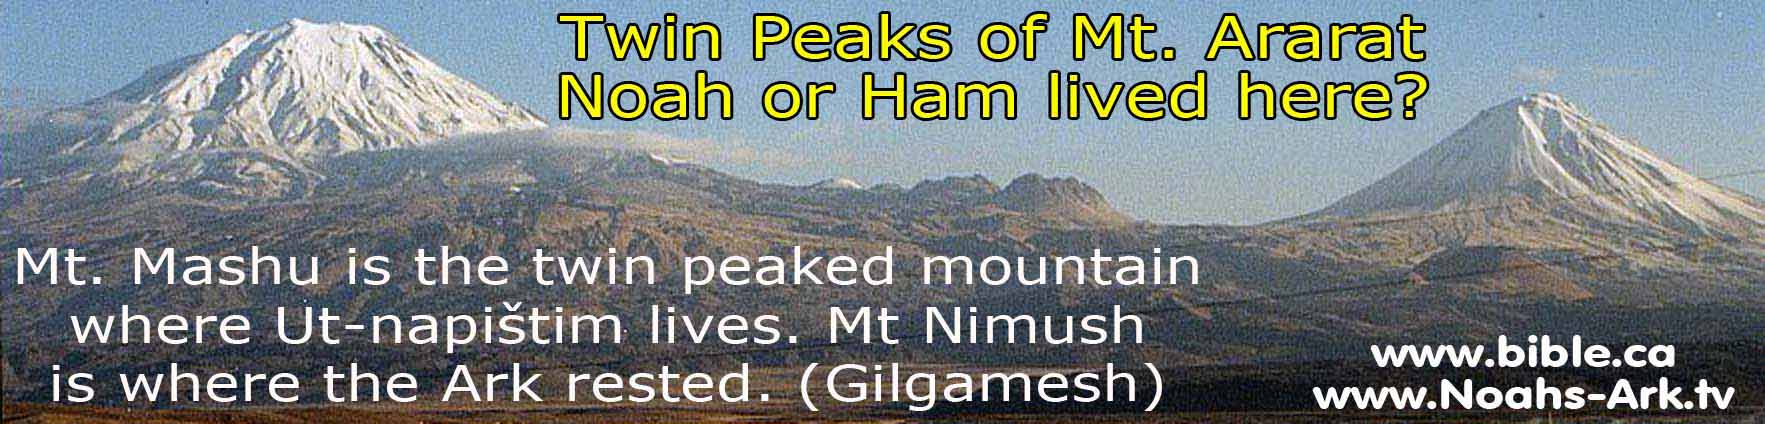 Twin Peaks of Mt. Ararat
Noah or Ham lived here?
Mt. Mashu is the twin peaked mountain
where Ut-napištim lives. Mt Nimush
is where the Ark rested. (Gilgamesh)
www.bible.ca
www.Noahs-Ark.tv